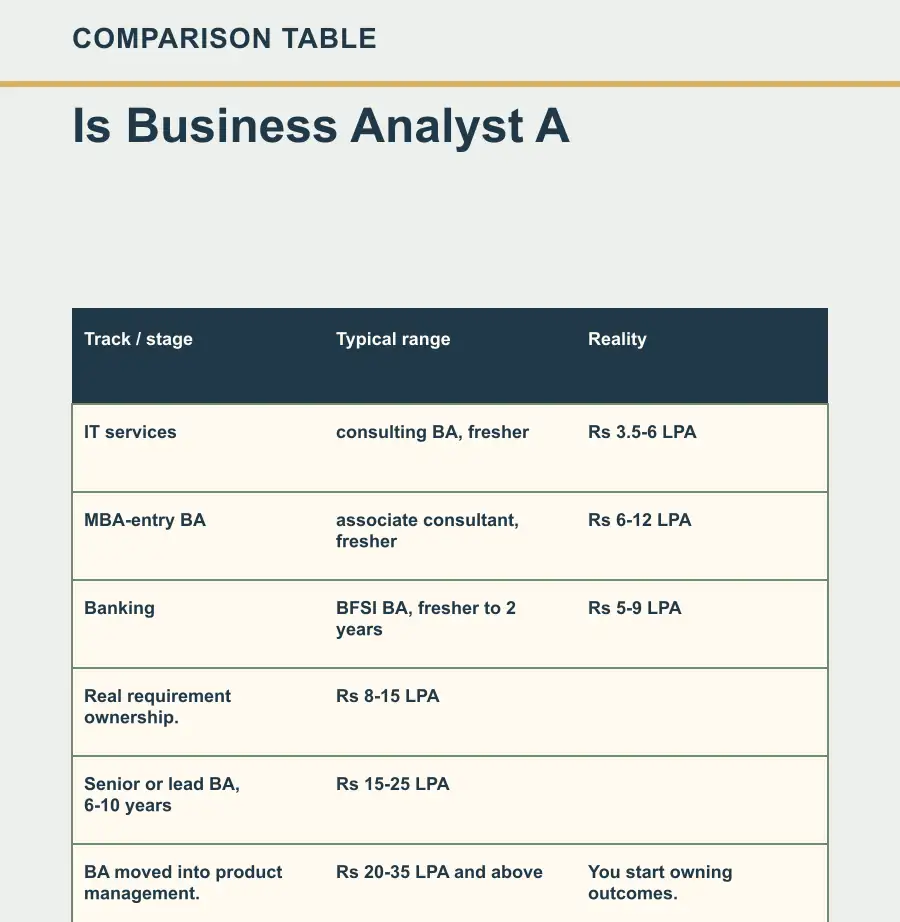 COMPARISON TABLE
Is Business Analyst A
Track / stage Typical range Reality
IT services consulting BA, fresher Rs 3.5-6 LPA
MBA-entry BA associate consultant, Rs 6-12 LPA
fresher
Banking BFSI BA, fresher to 2 Rs 5-9 LPA
years
Real requirement Rs 8-15 LPA
ownership.
Senior or lead BA, Rs 15-25 LPA
6-10 years
BA moved into product Rs 20-35 LPA and above You start owning
management. outcomes.